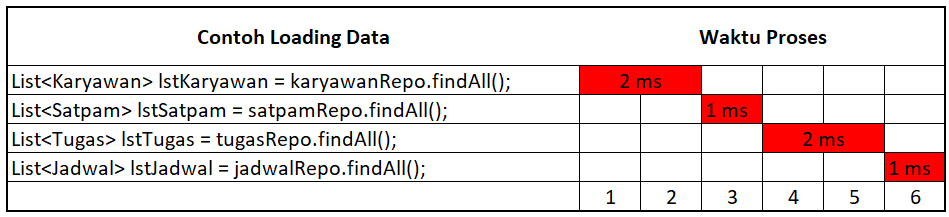 Contoh Loading Data Waktu Proses
List<Karyawan> lstKaryawan = karyawanRepo.findAll(); 2 ms
List<Satpam> lstSatpam = satpamRepo.findAll(); 1 ms
List<Tugas> lstTugas = tugasRepo.findAll(); 2 ms
List<Jadwal> lstJadwal = jadwalRepo.findAll(); 1 ms
1 2 3 4 5 6